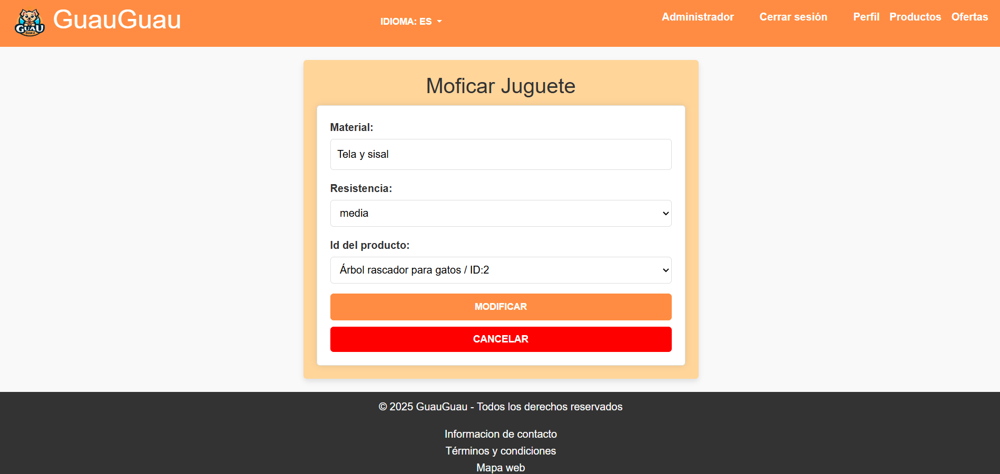 GUAU
GUAU
GuauGuau
IDIOMA: ES
Administrador Cerrar sesión Perfil Productos Ofertas
Moficar Juguete
Material:
Tela y sisal
Resistencia:
media
Id del producto:
Árbol rascador para gatos / ID:2
MODIFICAR
CANCELAR
© 2025 GuauGuau - Todos los derechos reservados
Informacion de contacto
Términos y condiciones
Mapa web